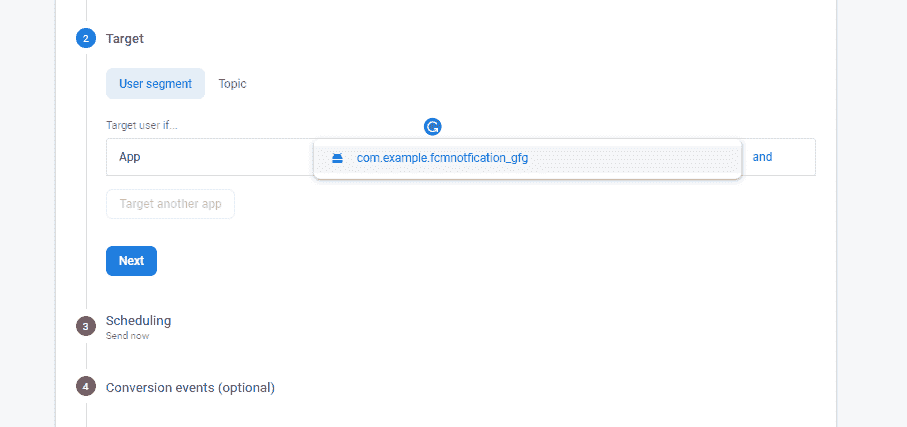 2 Target
User segment Topic
Target user if...
App com.example.fcmnotfication_gfg and
Target another app
Next
3 Scheduling
Send now
4 Conversion events (optional)